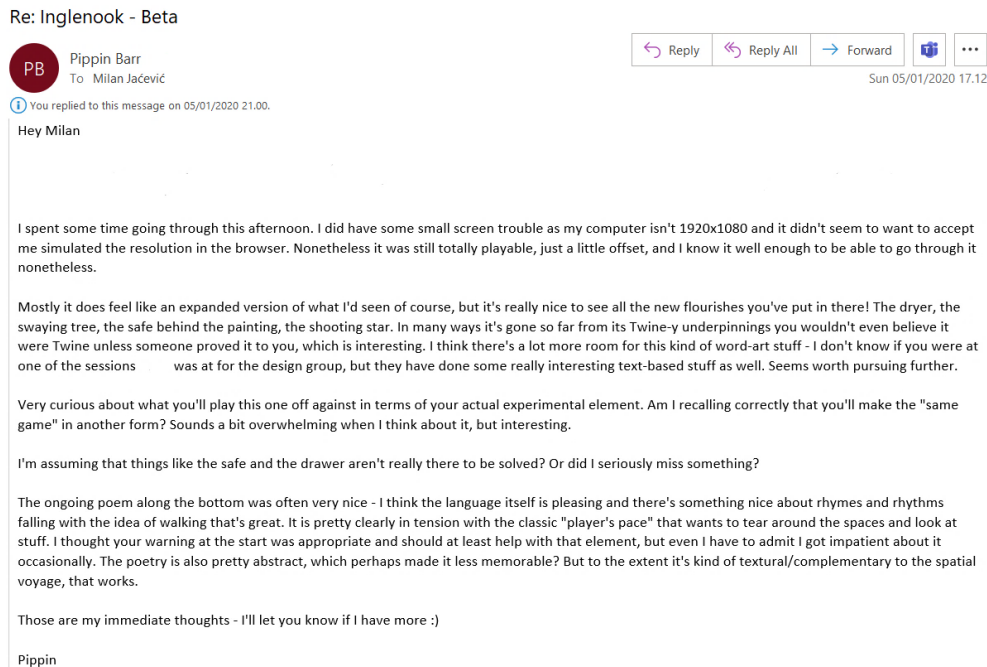 Re: Inglenook - Beta
PB
Pippin Barr
To Milan Jaćević
Reply
Reply All
Forward
Sun 05/01/2020 17.12
You replied to this message on 05/01/2020 21.00.
Hey Milan
I spent some time going through this afternoon. I did have some small screen trouble as my computer isn't 1920x1080 and it didn't seem to want to accept
me simulated the resolution in the browser. Nonetheless it was still totally playable, just a little offset, and I know it well enough to be able to go through it
nonetheless.
Mostly it does feel like an expanded version of what I'd seen of course, but it's really nice to see all the new flourishes you've put in there! The dryer, the
swaying tree, the safe behind the painting, the shooting star. In many ways it's gone so far from its Twine-y underpinnings you wouldn't even believe it
were Twine unless someone proved it to you, which is interesting. I think there's a lot more room for this kind of word-art stuff - I don't know if you were at
one of the sessions was at for the design group, but they have done some really interesting text-based stuff as well. Seems worth pursuing further.
Very curious about what you'll play this one off against in terms of your actual experimental element. Am I recalling correctly that you'll make the "same
game" in another form? Sounds a bit overwhelming when I think about it, but interesting.
I'm assuming that things like the safe and the drawer aren't really there to be solved? Or did I seriously miss something?
The ongoing poem along the bottom was often very nice - I think the language itself is pleasing and there's something nice about rhymes and rhythms
falling with the idea of walking that's great. It is pretty clearly in tension with the classic "player's pace" that wants to tear around the spaces and look at
stuff. I thought your warning at the start was appropriate and should at least help with that element, but even I have to admit I got impatient about it
occasionally. The poetry is also pretty abstract, which perhaps made it less memorable? But to the extent it's kind of textural/complementary to the spatial
voyage, that works.
Those are my immediate thoughts - I'll let you know if I have more :)
Pippin